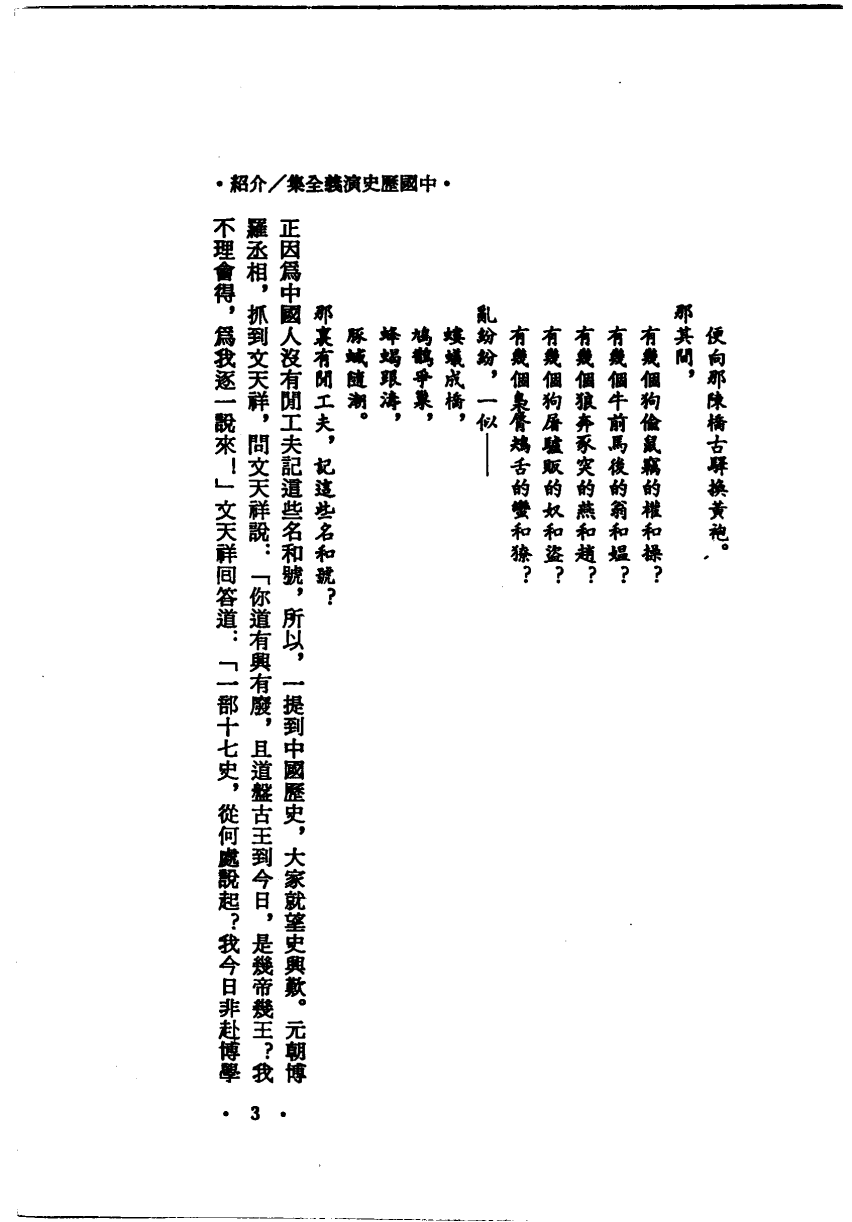 ・中國歷史演義全集／介紹・
便向那陳橋古驛換黃袍。
那其間，
有幾個狗偷鼠竊的權和操？
有幾個牛前馬後的翁和媼？
有幾個狼奔豕突的燕和趙？
有幾個狗屠驢販的奴和盜？
有幾個梟脣鴂舌的蠻和獠？
亂紛紛，一似——
螻蟻成橋，
鳩鵲爭巢，
蜂蝎跟濤，
豚蜮隨潮。
那裏有閒工夫，記這些名和號？
正因爲中國人沒有閒工夫記這些名和號，所以，一提到中國歷史，大家就望史興歎。元朝博
羅丞相，抓到文天祥，問文天祥說：「你道有興有廢，且道盤古王到今日，是幾帝幾王？我
不理會得，爲我逐一說來！」文天祥回答道：「一部十七史，從何處說起？我今日非赴博學
・3・